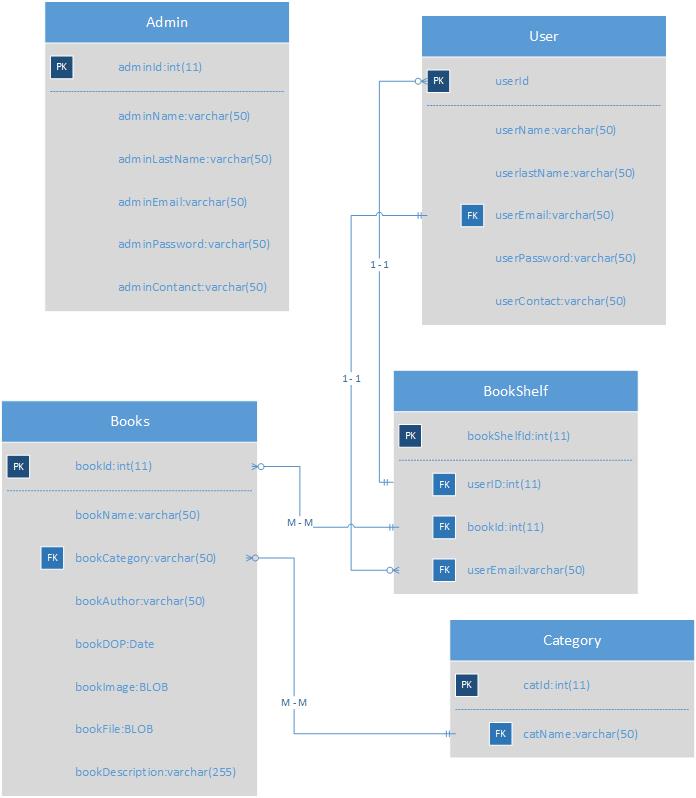 Admin
PK adminId:int(11)
adminName:varchar(50)
adminLastName:varchar(50)
adminEmail:varchar(50)
adminPassword:varchar(50)
adminContanct:varchar(50)
User
PK userId
userName:varchar(50)
userlastName:varchar(50)
FK userEmail:varchar(50)
userPassword:varchar(50)
userContact:varchar(50)
1 - 1
1 - 1
BookShelf
PK bookShelfId:int(11)
FK userID:int(11)
FK bookId:int(11)
FK userEmail:varchar(50)
Books
PK bookId:int(11)
bookName:varchar(50)
FK bookCategory:varchar(50)
bookAuthor:varchar(50)
bookDOP:Date
bookImage:BLOB
bookFile:BLOB
bookDescription:varchar(255)
M - M
M - M
Category
PK catId:int(11)
FK catName:varchar(50)